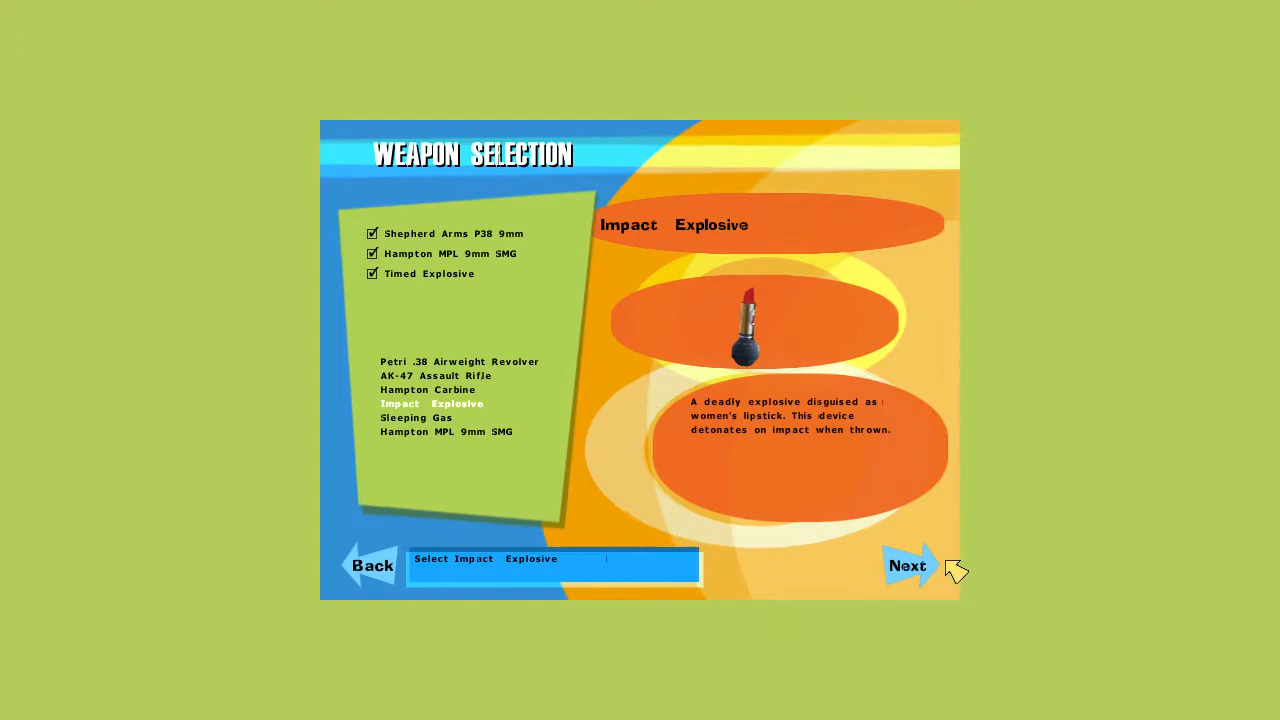 WEAPON SELECTION
Shepherd Arms P38 9mm
Hampton MPL 9mm SMG
Timed Explosive
Petri .38 Airweight Revolver
AK-47 Assault Rifle
Hampton Carbine
Impact Explosive
Sleeping Gas
Hampton MPL 9mm SMG
Impact Explosive
A deadly explosive disguised as
women's lipstick. This device
detonates on impact when thrown.
Back
Select Impact Explosive
Next